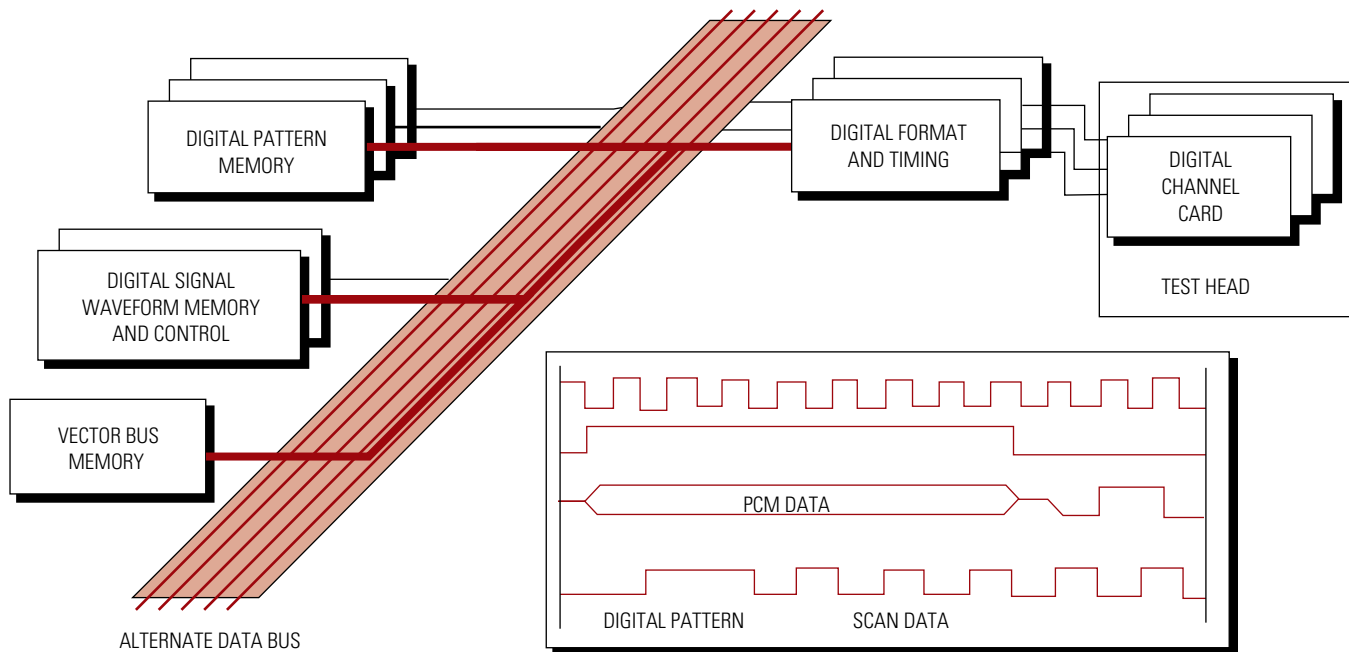 DIGITAL PATTERN
MEMORY
DIGITAL FORMAT
AND TIMING
DIGITAL
CHANNEL
CARD
TEST HEAD
DIGITAL SIGNAL
WAVEFORM MEMORY
AND CONTROL
VECTOR BUS
MEMORY
PCM DATA
DIGITAL PATTERN
SCAN DATA
ALTERNATE DATA BUS